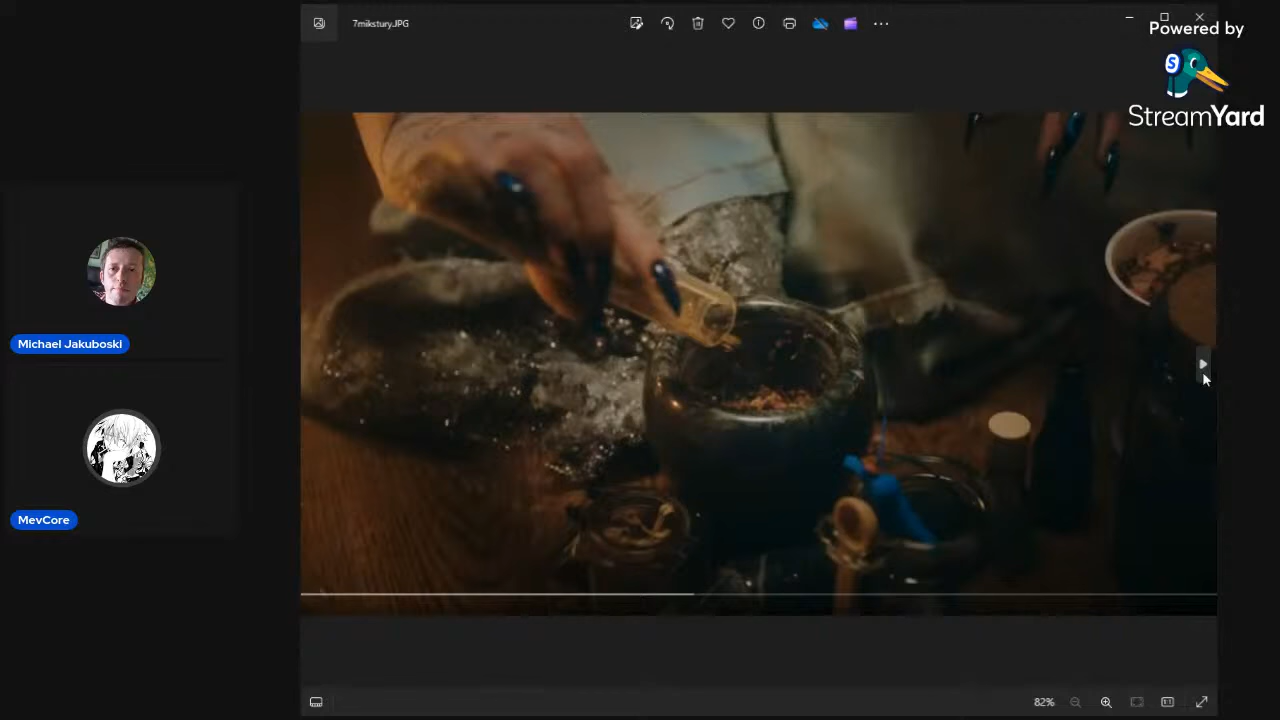 7mikstury.JPG
Powered by
S
StreamYard
Michael Jakuboski
MevCore
82%